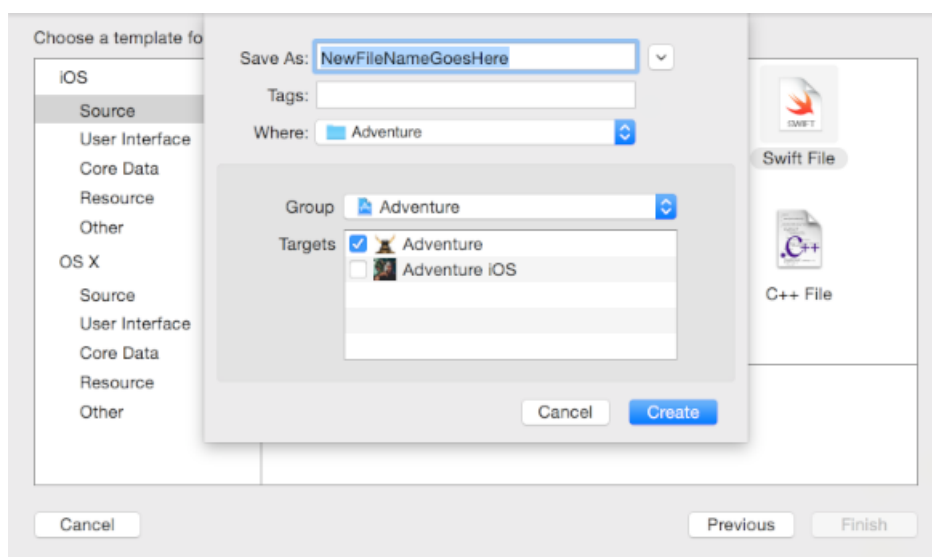 Choose a template fo
iOS
Source
User Interface
Core Data
Resource
Other
OS X
Source
User Interface
Core Data
Resource
Other
Save As: NewFileNameGoesHere
Tags:
Where: Adventure
Group Adventure
Targets Adventure
Adventure iOS
Cancel Create
SWIFT
Swift File
C++
C++ File
Cancel Previous Finish